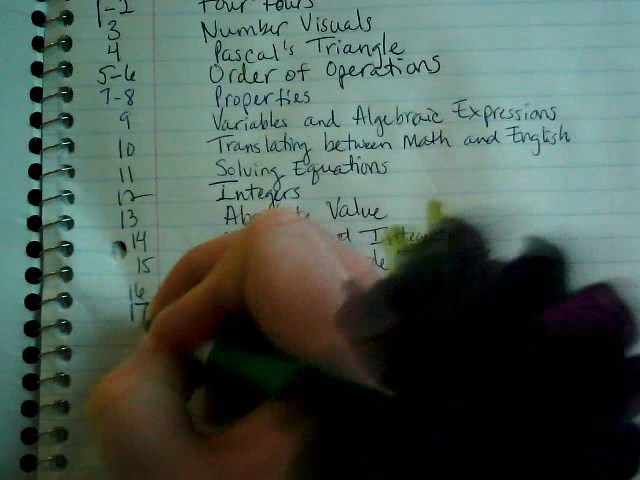 1-2 Four Fours
3 Number Visuals
4 Pascal's Triangle
5-6 Order of Operations
7-8 Properties
9 Variables and Algebraic Expressions
10 Translating between Math and English
11 Solving Equations
12 Integers
13 Value
14
15
16
17